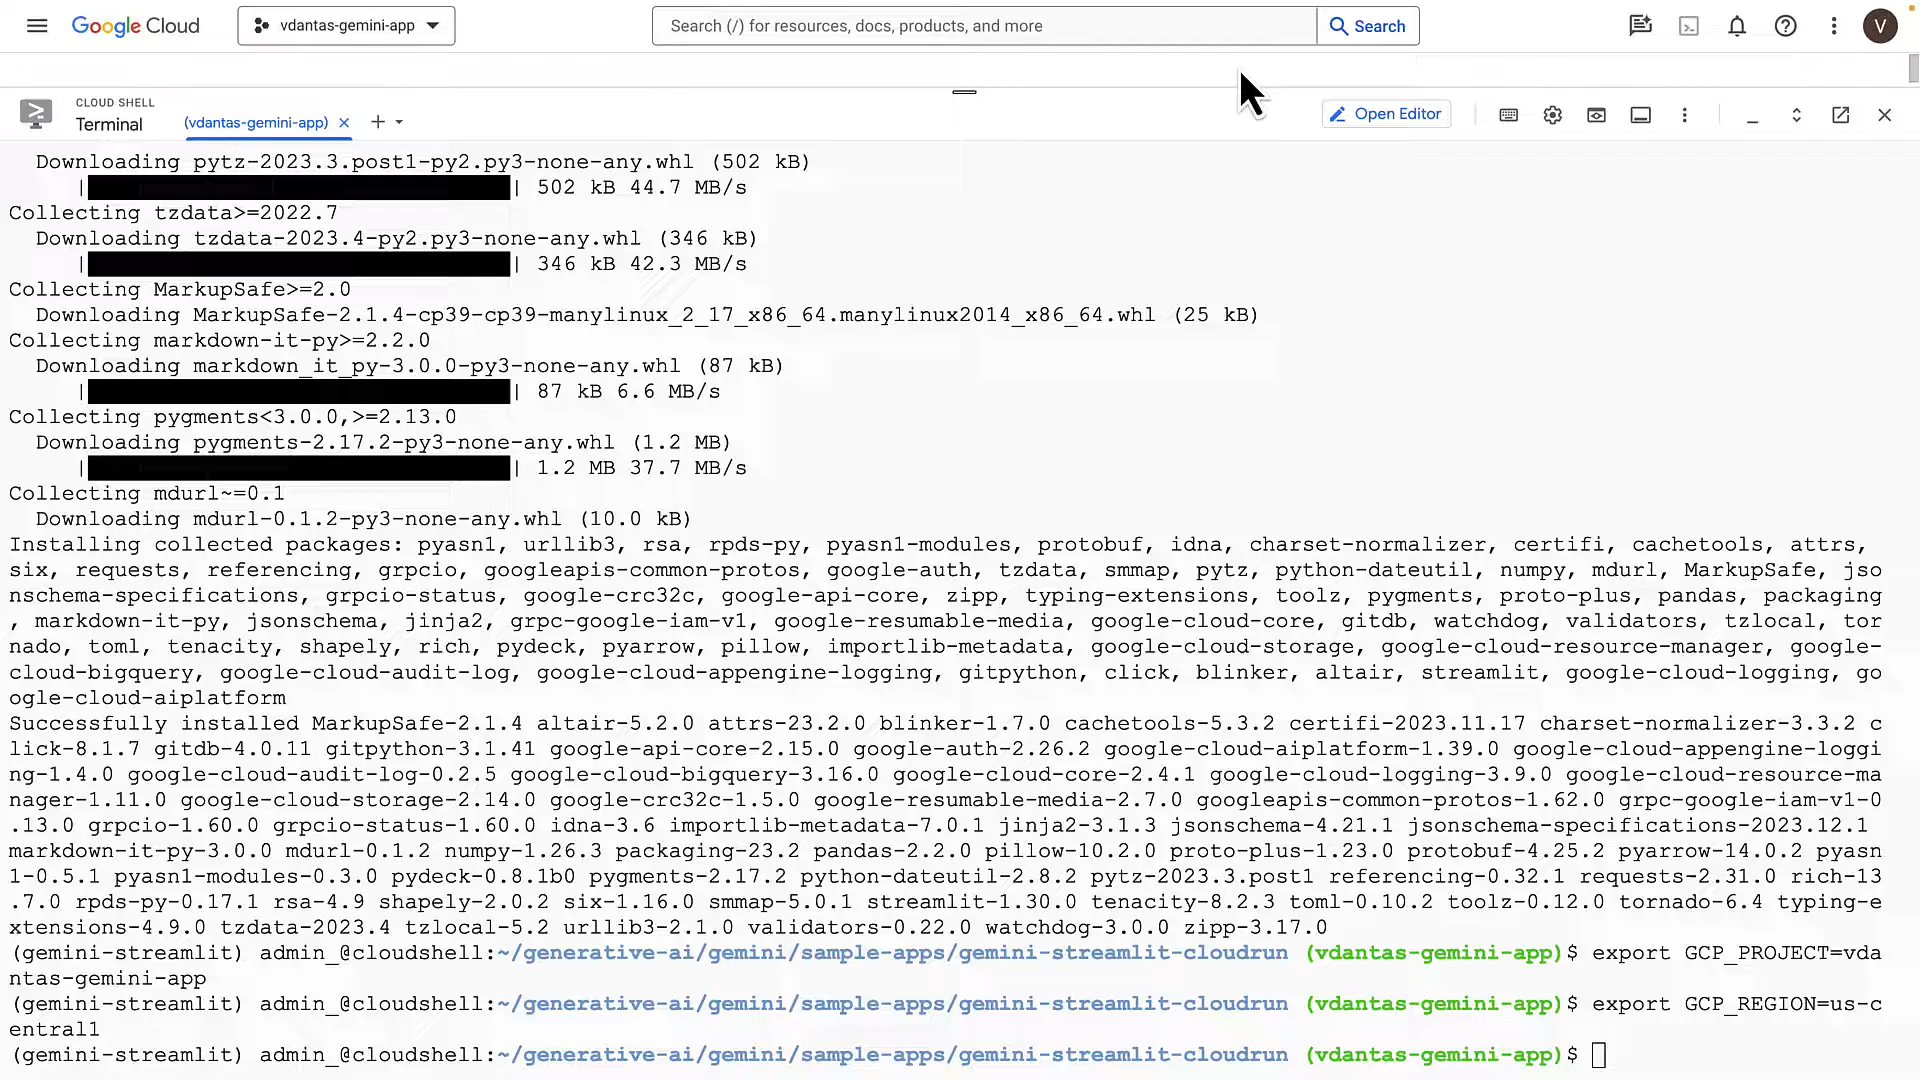 Google Cloud
vdantas-gemini-app
Search (/) for resources, docs, products, and more
Search
V
CLOUD SHELL
Terminal
(vdantas-gemini-app)
Open Editor
Downloading pytz-2023.3.post1-py2.py3-none-any.whl (502 kB)
| | 502 kB 44.7 MB/s
Collecting tzdata>=2022.7
Downloading tzdata-2023.4-py2.py3-none-any.whl (346 kB)
| | 346 kB 42.3 MB/s
Collecting MarkupSafe>=2.0
Downloading MarkupSafe-2.1.4-cp39-cp39-manylinux_2_17_x86_64.manylinux2014_x86_64.whl (25 kB)
Collecting markdown-it-py>=2.2.0
Downloading markdown_it_py-3.0.0-py3-none-any.whl (87 kB)
| | 87 kB 6.6 MB/s
Collecting pygments<3.0.0,>=2.13.0
Downloading pygments-2.17.2-py3-none-any.whl (1.2 MB)
| | 1.2 MB 37.7 MB/s
Collecting mdurl~=0.1
Downloading mdurl-0.1.2-py3-none-any.whl (10.0 kB)
Installing collected packages: pyasn1, urllib3, rsa, rpds-py, pyasn1-modules, protobuf, idna, charset-normalizer, certifi, cachetools, attrs,
six, requests, referencing, grpcio, googleapis-common-protos, google-auth, tzdata, smmap, pytz, python-dateutil, numpy, mdurl, MarkupSafe, jso
nschema-specifications, grpcio-status, google-crc32c, google-api-core, zipp, typing-extensions, toolz, pygments, proto-plus, pandas, packaging
, markdown-it-py, jsonschema, jinja2, grpc-google-iam-v1, google-resumable-media, google-cloud-core, gitdb, watchdog, validators, tzlocal, tor
nado, toml, tenacity, shapely, rich, pydeck, pyarrow, pillow, importlib-metadata, google-cloud-storage, google-cloud-resource-manager, google-
cloud-bigquery, google-cloud-audit-log, google-cloud-appengine-logging, gitpython, click, blinker, altair, streamlit, google-cloud-logging, go
ogle-cloud-aiplatform
Successfully installed MarkupSafe-2.1.4 altair-5.2.0 attrs-23.2.0 blinker-1.7.0 cachetools-5.3.2 certifi-2023.11.17 charset-normalizer-3.3.2 c
lick-8.1.7 gitdb-4.0.11 gitpython-3.1.41 google-api-core-2.15.0 google-auth-2.26.2 google-cloud-aiplatform-1.39.0 google-cloud-appengine-loggi
ng-1.4.0 google-cloud-audit-log-0.2.5 google-cloud-bigquery-3.16.0 google-cloud-core-2.4.1 google-cloud-logging-3.9.0 google-cloud-resource-ma
nager-1.11.0 google-cloud-storage-2.14.0 google-crc32c-1.5.0 google-resumable-media-2.7.0 googleapis-common-protos-1.62.0 grpc-google-iam-v1-0
.13.0 grpcio-1.60.0 grpcio-status-1.60.0 idna-3.6 importlib-metadata-7.0.1 jinja2-3.1.3 jsonschema-4.21.1 jsonschema-specifications-2023.12.1
markdown-it-py-3.0.0 mdurl-0.1.2 numpy-1.26.3 packaging-23.2 pandas-2.2.0 pillow-10.2.0 proto-plus-1.23.0 protobuf-4.25.2 pyarrow-14.0.2 pyasn
1-0.5.1 pyasn1-modules-0.3.0 pydeck-0.8.1b0 pygments-2.17.2 python-dateutil-2.8.2 pytz-2023.3.post1 referencing-0.32.1 requests-2.31.0 rich-13
.7.0 rpds-py-0.17.1 rsa-4.9 shapely-2.0.2 six-1.16.0 smmap-5.0.1 streamlit-1.30.0 tenacity-8.2.3 toml-0.10.2 toolz-0.12.0 tornado-6.4 typing-e
xtensions-4.9.0 tzdata-2023.4 tzlocal-5.2 urllib3-2.1.0 validators-0.22.0 watchdog-3.0.0 zipp-3.17.0
(gemini-streamlit) admin_@cloudshell:~/generative-ai/gemini/sample-apps/gemini-streamlit-cloudrun (vdantas-gemini-app)$ export GCP_PROJECT=vda
ntas-gemini-app
(gemini-streamlit) admin_@cloudshell:~/generative-ai/gemini/sample-apps/gemini-streamlit-cloudrun (vdantas-gemini-app)$ export GCP_REGION=us-c
entral1
(gemini-streamlit) admin_@cloudshell:~/generative-ai/gemini/sample-apps/gemini-streamlit-cloudrun (vdantas-gemini-app)$